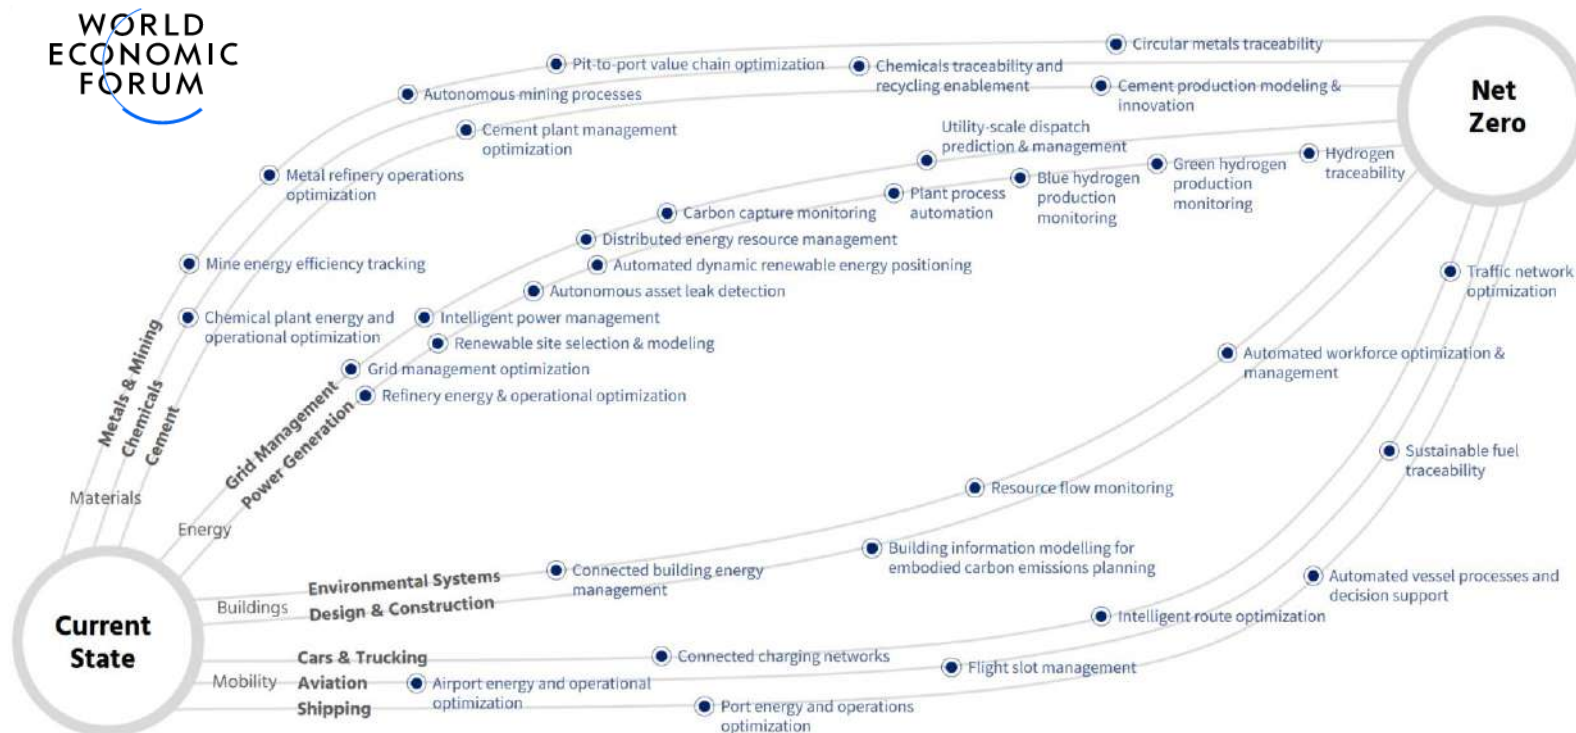 WORLD
ECONOMIC
FORUM
Circular metals traceability
Pit-to-port value chain optimization
Chemicals traceability and
recycling enablement
Cement production modeling &
innovation
Net
Zero
Autonomous mining processes
Cement plant management
optimization
Utility-scale dispatch
prediction & management
Hydrogen
traceability
Green hydrogen
production
monitoring
Blue hydrogen
production
monitoring
Plant process
automation
Metal refinery operations
optimization
Carbon capture monitoring
Distributed energy resource management
Mine energy efficiency tracking
Automated dynamic renewable energy positioning
Traffic network
optimization
Autonomous asset leak detection
Chemical plant energy and
operational optimization
Intelligent power management
Renewable site selection & modeling
Automated workforce optimization &
management
Grid management optimization
Refinery energy & operational optimization
Metals & Mining
Chemicals
Cement
Grid Management
Power Generation
Materials
Energy
Sustainable fuel
traceability
Resource flow monitoring
Building information modelling for
embodied carbon emissions planning
Connected building energy
management
Environmental Systems
Buildings
Design & Construction
Automated vessel processes and
decision support
Intelligent route optimization
Current
State
Cars & Trucking
Connected charging networks
Flight slot management
Mobility
Aviation
Airport energy and operational
optimization
Shipping
Port energy and operations
optimization